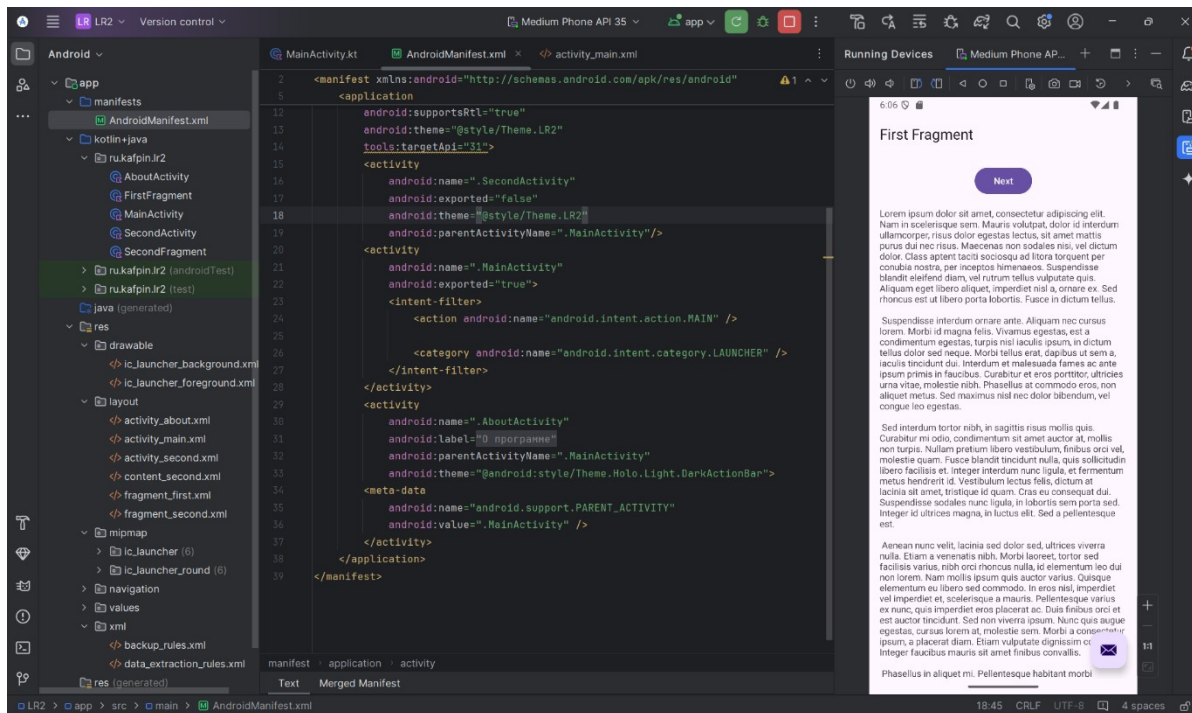 LR LR2 Version control Medium Phone API 35 app
Android
app
manifests
AndroidManifest.xml
kotlin+java
ru.kafpin.lr2
AboutActivity
FirstFragment
MainActivity
SecondActivity
SecondFragment
ru.kafpin.lr2 (androidTest)
ru.kafpin.lr2 (test)
java (generated)
res
drawable
ic_launcher_background.xml
ic_launcher_foreground.xml
layout
activity_about.xml
activity_main.xml
activity_second.xml
content_second.xml
fragment_first.xml
fragment_second.xml
mipmap
ic_launcher (6)
ic_launcher_round (6)
navigation
values
xml
backup_rules.xml
data_extraction_rules.xml
res (generated)
MainActivity.kt AndroidManifest.xml activity_main.xml
1
2 <manifest xmlns:android="http://schemas.android.com/apk/res/android"
5 <application
12 android:supportsRtl="true"
13 android:theme="@style/Theme.LR2"
14 tools:targetApi="31">
15 <activity
16 android:name=".SecondActivity"
17 android:exported="false"
18 android:theme="@style/Theme.LR2"
19 android:parentActivityName=".MainActivity"/>
20 <activity
21 android:name=".MainActivity"
22 android:exported="true">
23 <intent-filter>
24 <action android:name="android.intent.action.MAIN" />
25
26 <category android:name="android.intent.category.LAUNCHER" />
27 </intent-filter>
28 </activity>
29 <activity
30 android:name=".AboutActivity"
31 android:label="О программе"
32 android:parentActivityName=".MainActivity"
33 android:theme="@android:style/Theme.Holo.Light.DarkActionBar">
34 <meta-data
35 android:name="android.support.PARENT_ACTIVITY"
36 android:value=".MainActivity" />
37 </activity>
38 </application>
39 </manifest>
manifest application activity
Text Merged Manifest
Running Devices Medium Phone AP...
6:06
First Fragment
Next
Lorem ipsum dolor sit amet, consectetur adipiscing elit.
Nam in scelerisque sem. Mauris volutpat, dolor id interdum
ullamcorper, risus dolor egestas lectus, sit amet mattis
purus dui nec risus. Maecenas non sodales nisi, vel dictum
dolor. Class aptent taciti sociosqu ad litora torquent per
conubia nostra, per inceptos himenaeos. Suspendisse
blandit eleifend diam, vel rutrum tellus vulputate quis.
Aliquam eget libero aliquet, imperdiet nisl a, ornare ex. Sed
rhoncus est ut libero porta lobortis. Fusce in dictum tellus.
Suspendisse interdum ornare ante. Aliquam nec cursus
lorem. Morbi id magna felis. Vivamus egestas, est a
condimentum egestas, turpis nisl iaculis ipsum, in dictum
tellus dolor sed neque. Morbi tellus erat, dapibus ut sem a,
iaculis tincidunt dui. Interdum et malesuada fames ac ante
ipsum primis in faucibus. Curabitur et eros porttitor, ultricies
urna vitae, molestie nibh. Phasellus at commodo eros, non
aliquet metus. Sed maximus nisl nec dolor bibendum, vel
congue leo egestas.
Sed interdum tortor nibh, in sagittis risus mollis quis.
Curabitur mi odio, condimentum sit amet auctor at, mollis
non turpis. Nullam pretium libero vestibulum, finibus orci vel,
molestie quam. Fusce blandit tincidunt nulla, quis sollicitudin
libero facilisis et. Integer interdum nunc ligula, et fermentum
metus hendrerit id. Vestibulum lectus felis, dictum at
lacinia sit amet, tristique id quam. Cras eu consequat dui.
Suspendisse sodales nunc ligula, in lobortis sem porta sed.
Integer id ultrices magna, in luctus elit. Sed a pellentesque
est.
Aenean nunc velit, lacinia sed dolor sed, ultrices viverra
nulla. Etiam a venenatis nibh. Morbi laoreet, tortor sed
facilisis varius, nibh orci rhoncus nulla, id elementum leo dui
non lorem. Nam mollis ipsum quis auctor varius. Quisque
elementum eu libero sed commodo. In eros nisl, imperdiet
vel imperdiet et, scelerisque a mauris. Pellentesque varius
ex nunc, quis imperdiet eros placerat ac. Duis finibus orci et
est auctor tincidunt. Sed non viverra ipsum. Nunc quis augue
egestas, cursus lorem at, molestie sem. Morbi a consectetur
ipsum, a placerat diam. Etiam vulputate dignissim
Integer faucibus mauris sit amet finibus convallis.
Phasellus in aliquet mi. Pellentesque habitant morbi
1:1
LR2 > app > src > main > AndroidManifest.xml
18:45 CRLF UTF-8 4 spaces